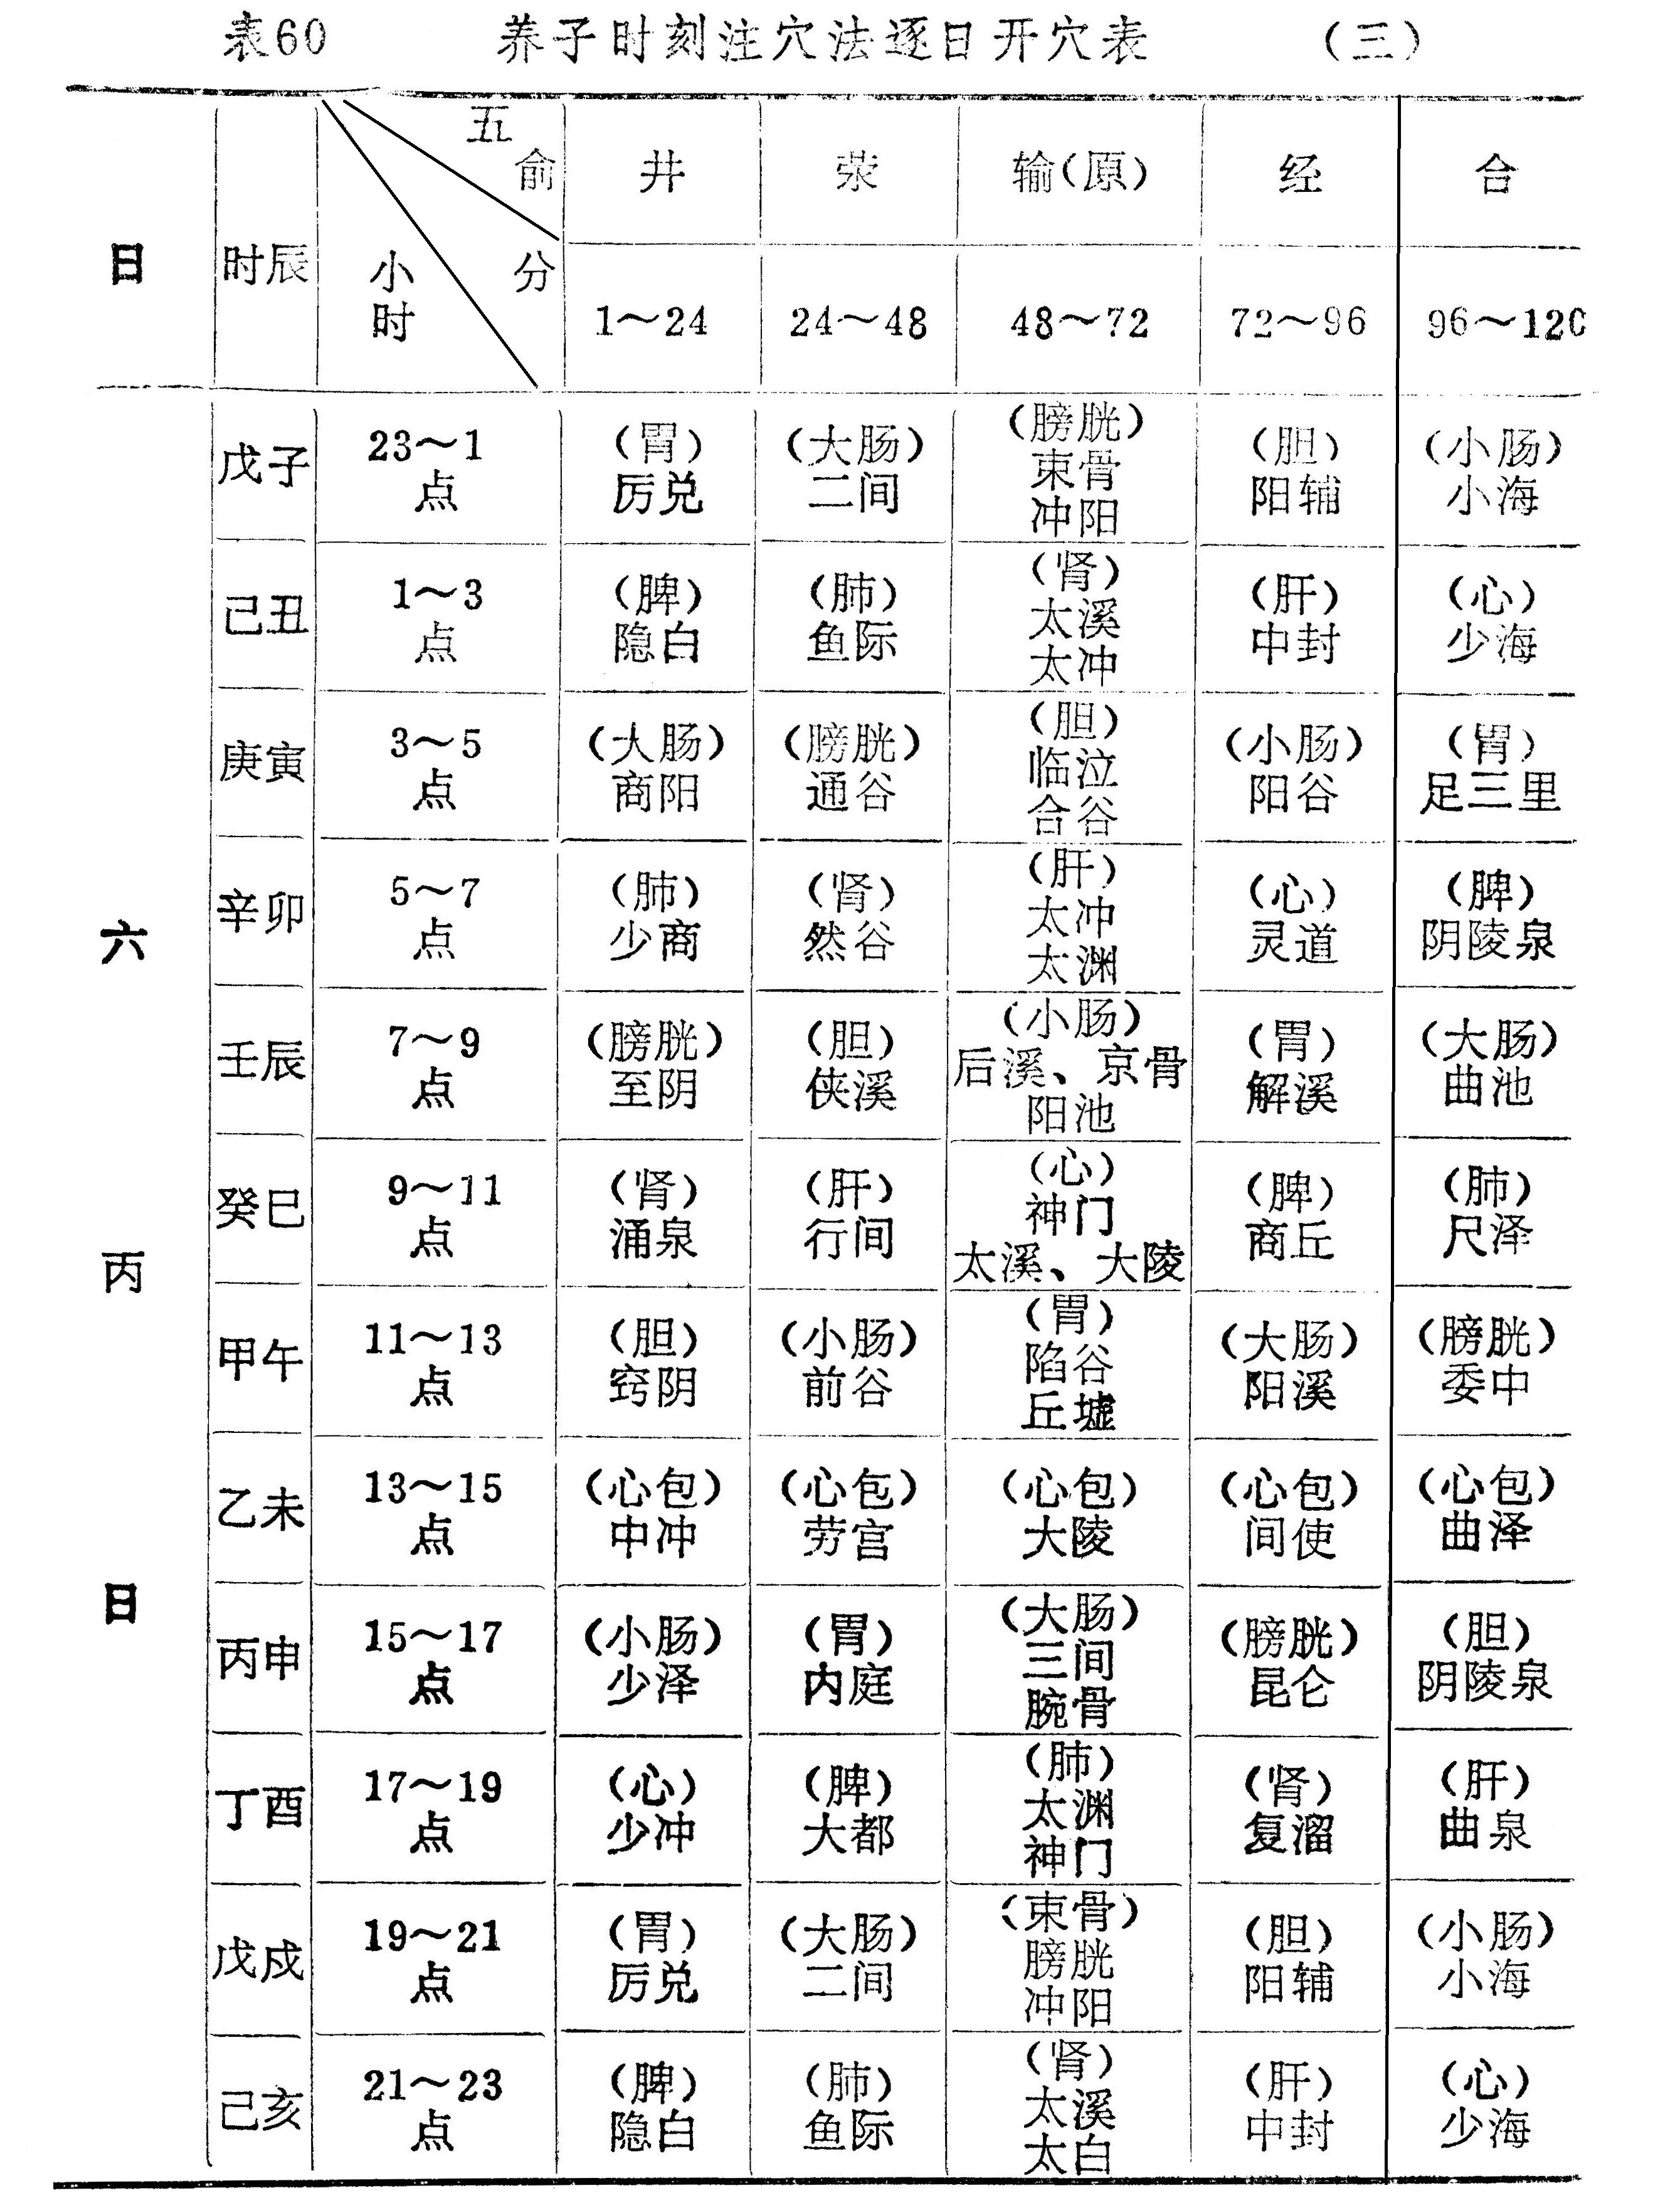 表60 养子时刻注穴法逐日开穴表 (三)
日 时辰 小时 五俞 分 井 荥 输(原) 经 合
1～24 24～48 48～72 72～96 96～120
六丙日
戊子 23～1点 (胃)厉兑 (大肠)二间 (膀胱)束骨 冲阳 (胆)阳辅 (小肠)小海
己丑 1～3点 (脾)隐白 (肺)鱼际 (肾)太溪 太冲 (肝)中封 (心)少海
庚寅 3～5点 (大肠)商阳 (膀胱)通谷 (胆)临泣 合谷 (小肠)阳谷 (胃)足三里
辛卯 5～7点 (肺)少商 (肾)然谷 (肝)太冲 太渊 (心)灵道 (脾)阴陵泉
壬辰 7～9点 (膀胱)至阴 (胆)侠溪 (小肠)后溪、京骨 阳池 (胃)解溪 (大肠)曲池
癸巳 9～11点 (肾)涌泉 (肝)行间 (心)神门 太溪、大陵 (脾)商丘 (肺)尺泽
甲午 11～13点 (胆)窍阴 (小肠)前谷 (胃)陷谷 丘墟 (大肠)阳溪 (膀胱)委中
乙未 13～15点 (心包)中冲 (心包)劳宫 (心包)大陵 (心包)间使 (心包)曲泽
丙申 15～17点 (小肠)少泽 (胃)内庭 (大肠)三间 腕骨 (膀胱)昆仑 (胆)阴陵泉
丁酉 17～19点 (心)少冲 (脾)大都 (肺)太渊 神门 (肾)复溜 (肝)曲泉
戊戍 19～21点 (胃)厉兑 (大肠)二间 (束骨)膀胱 冲阳 (胆)阳辅 (小肠)小海
己亥 21～23点 (脾)隐白 (肺)鱼际 (肾)太溪 太白 (肝)中封 (心)少海